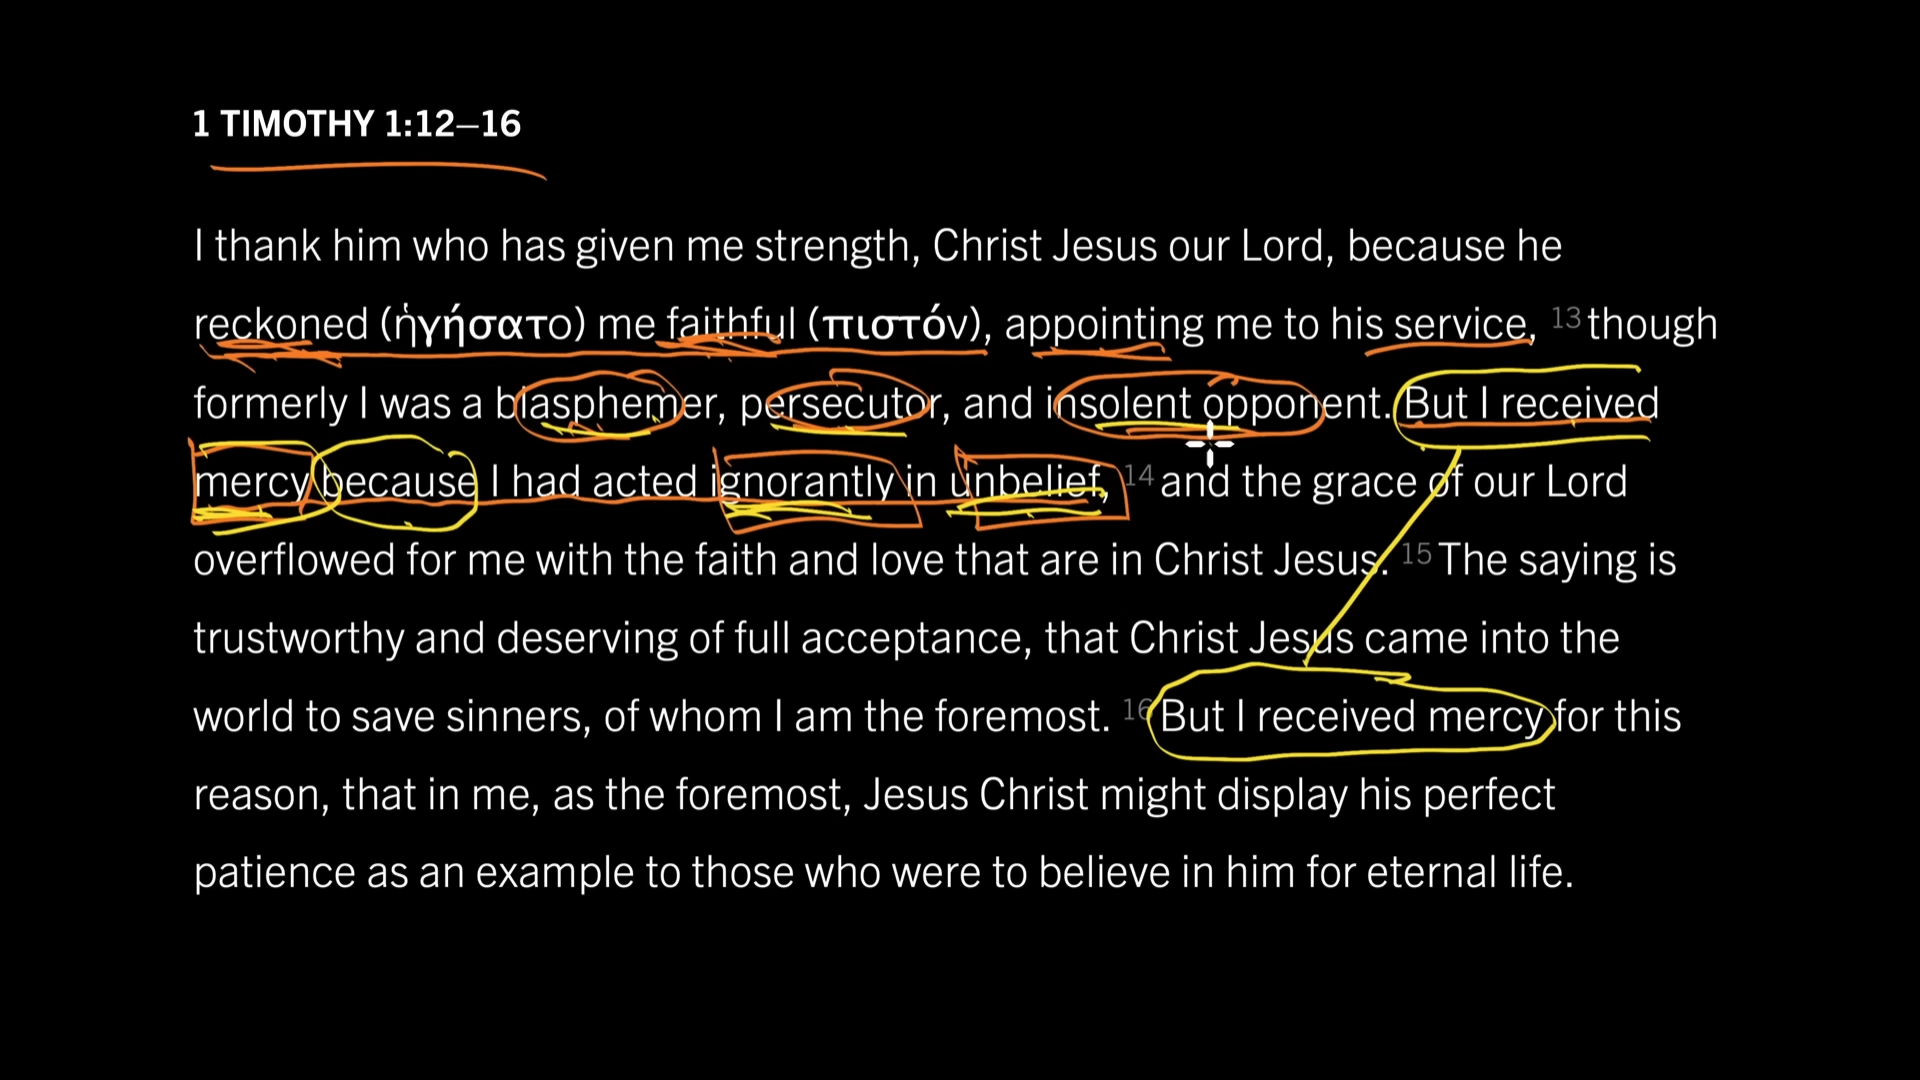 1 TIMOTHY 1:12–16
I thank him who has given me strength, Christ Jesus our Lord, because he
reckoned (ἡγήσατο) me faithful (πιστόν), appointing me to his service, 13 though
formerly I was a blasphemer, persecutor, and insolent opponent. But I received
mercy because I had acted ignorantly in unbelief, 14 and the grace of our Lord
overflowed for me with the faith and love that are in Christ Jesus. 15 The saying is
trustworthy and deserving of full acceptance, that Christ Jesus came into the
world to save sinners, of whom I am the foremost. 16 But I received mercy for this
reason, that in me, as the foremost, Jesus Christ might display his perfect
patience as an example to those who were to believe in him for eternal life.